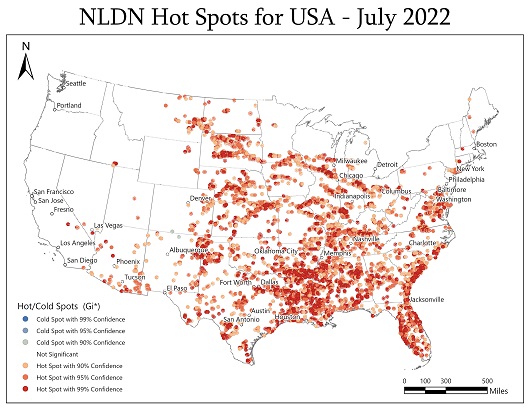 NLDN Hot Spots for USA - July 2022
N
Seattle
Portland
Boston
Milwaukee
Detroit
New York
Chicago
Philadelphia
San Francisco
Columbus
Baltimore
San Jose
Denver
Indianapolis
Washington
Fresno
Las Vegas
Nashville
Charlotte
Los Angeles
Albuquerque
Oklahoma City
Memphis
San Diego
Phoenix
Tucson
Fort Worth
Dallas
El Paso
Jacksonville
Austin
Houston
San Antonio
Hot/Cold Spots (Gi*)
Cold Spot with 99% Confidence
Cold Spot with 95% Confidence
Cold Spot with 90% Confidence
Not Significant
Hot Spot with 90% Confidence
Hot Spot with 95% Confidence
Hot Spot with 99% Confidence
0 100 300 500
Miles